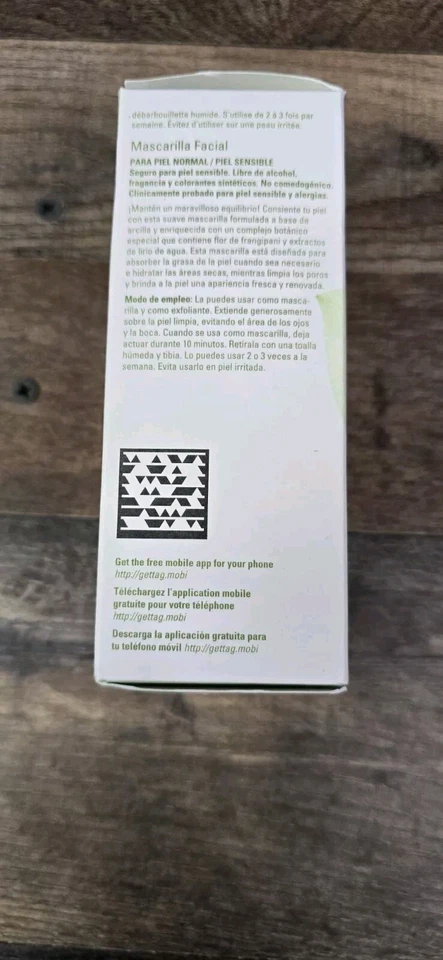 débarbouillette humide. S'utilise de 2 à 3 fois par
semaine. Évitez d'utiliser sur une peau irritée.
Mascarilla Facial
PARA PIEL NORMAL / PIEL SENSIBLE
Seguro para piel sensible. Libre de alcohol,
fragancia y colorantes sintéticos. No comedogénico.
Clínicamente probado para piel sensible y alergias.
¡Mantén un maravilloso equilibrio! Consiente tu piel
con esta suave mascarilla formulada a base de
arcilla y enriquecida con un complejo botánico
especial que contiene flor de frangipani y extractos
de lirio de agua. Esta mascarilla está diseñada para
absorber la grasa de la piel cuando sea necesario
e hidratar las áreas secas, mientras limpia los poros
y brinda a la piel una apariencia fresca y renovada.
Modo de empleo: La puedes usar como masca-
rilla y como exfoliante. Extiende generosamente
sobre la piel limpia, evitando el área de los ojos
y la boca. Cuando se usa como mascarilla, deja
actuar durante 10 minutos. Retírala con una toalla
húmeda y tibia. Lo puedes usar 2 o 3 veces a la
semana. Evita usarlo en piel irritada.
Get the free mobile app for your phone
http://gettag.mobi
Téléchargez l'application mobile
gratuite pour votre téléphone
http://gettag.mobi
Descarga la aplicación gratuita para
tu teléfono móvil http://gettag.mobi